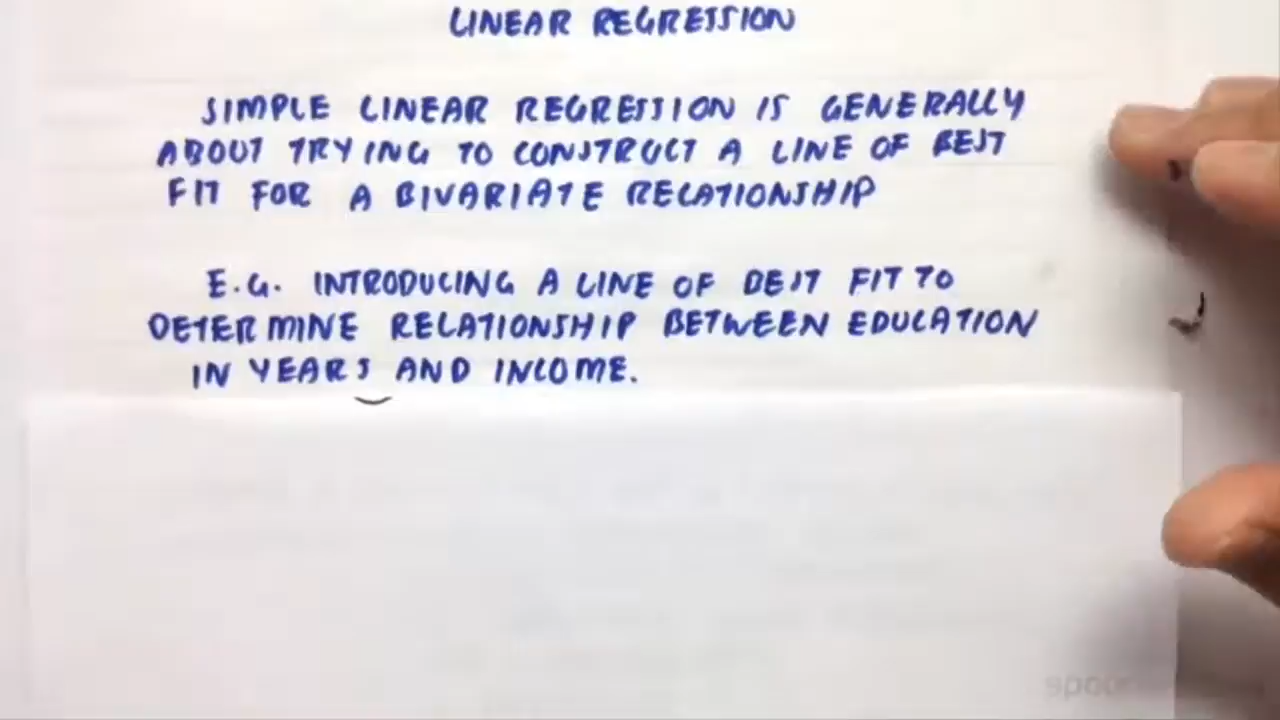 LINEAR REGRESSION
SIMPLE LINEAR REGRESSION IS GENERALLY
ABOUT TRYING TO CONSTRUCT A LINE OF BEST
FIT FOR A BIVARIATE RELATIONSHIP
E.G. INTRODUCING A LINE OF BEST FIT TO
DETERMINE RELATIONSHIP BETWEEN EDUCATION
IN YEARS AND INCOME.